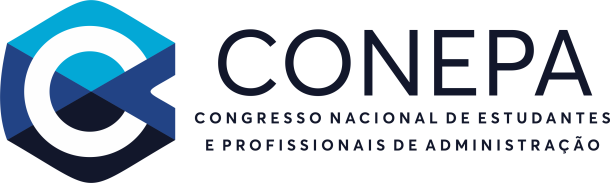 CONEPA
CONGRESSO NACIONAL DE ESTUDANTES
E PROFISSIONAIS DE ADMINISTRAÇÃO